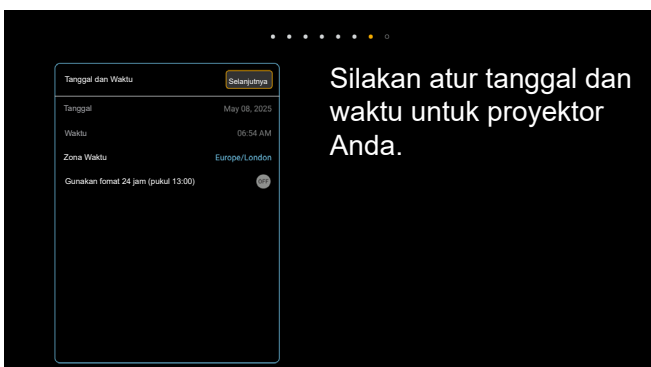 Tanggal dan Waktu
Selanjutnya
Tanggal
May 08, 2025
Waktu
06:54 AM
Zona Waktu
Europe/London
Gunakan fomat 24 jam (pukul 13:00)
OFF
Silakan atur tanggal dan
waktu untuk proyektor
Anda.